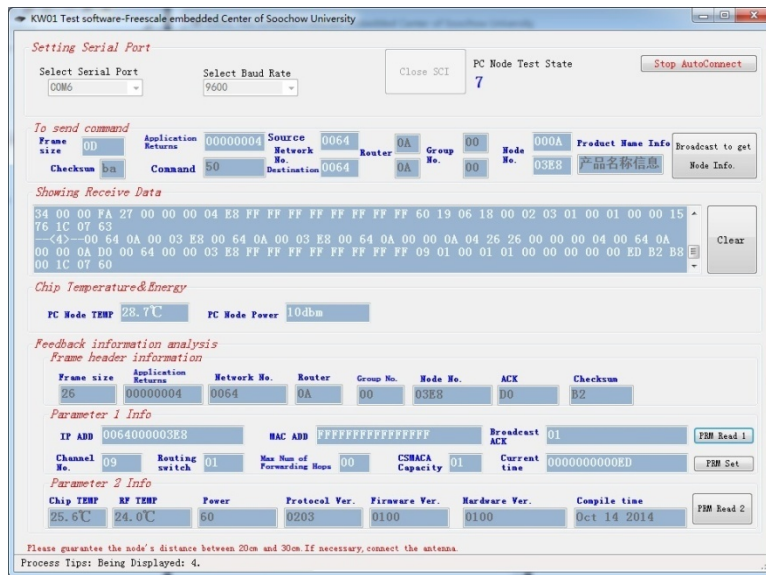 KW01 Test software-Freescale embedded Center of Soochow University
Setting Serial Port
Select Serial Port
Select Baud Rate
COM6
9600
Close SCI
PC Node Test State
7
Stop AutoConnect
To send command
Frame size 0D
Application Returns 00000004
Source Network No. 0064
Destination 0064
Router 0A
0A
Group No. 00
00
Node No. 000A
03E8
Product Name Info
产品名称信息
Broadcast to get Node Info.
Checksum bn
Command 50
Showing Receive Data
34 00 00 FA 27 00 00 00 04 E8 FF FF FF FF FF FF FF FF 60 19 06 18 00 02 03 01 00 01 00 00 15
76 1C 07 63
--<4>--00 64 0A 00 03 E8 00 64 0A 00 03 E8 00 64 0A 00 00 0A 04 26 26 00 00 00 04 00 64 0A
00 00 0A D0 00 64 00 00 03 E8 FF FF FF FF FF FF FF FF 09 01 00 01 01 00 00 00 00 00 ED B2 B8
00 1C 07 60
Clear
Chip Temperature&Energy
PC Node TEMP 28.7℃
PC Node Power 10dbm
Feedback information analysis
Frame header information
Frame size
Application Returns
Network No.
Router
Group No.
Node No.
ACK
Checksum
26 00000004 0064 0A 00 03E8 D0 B2
Parameter 1 Info
IP ADD 0064000003E8
MAC ADD FFFFFFFFFFFFFFFF
Broadcast ACK 01
PRM Read 1
Channel No. 09
Routing switch 01
Max Num of Forwarding Hops 00
CSMACA Capacity 01
Current time 0000000000ED
PRM Set
Parameter 2 Info
Chip TEMP
RF TEMP
Power
Protocol Ver.
Firware Ver.
Hardware Ver.
Compile time
25.6℃ 24.0℃ 60 0203 0100 0100 Oct 14 2014
PRM Read 2
Please guarantee the node's distance between 20cm and 30cm.If necessary, connect the antenna.
Process Tips: Being Displayed: 4.